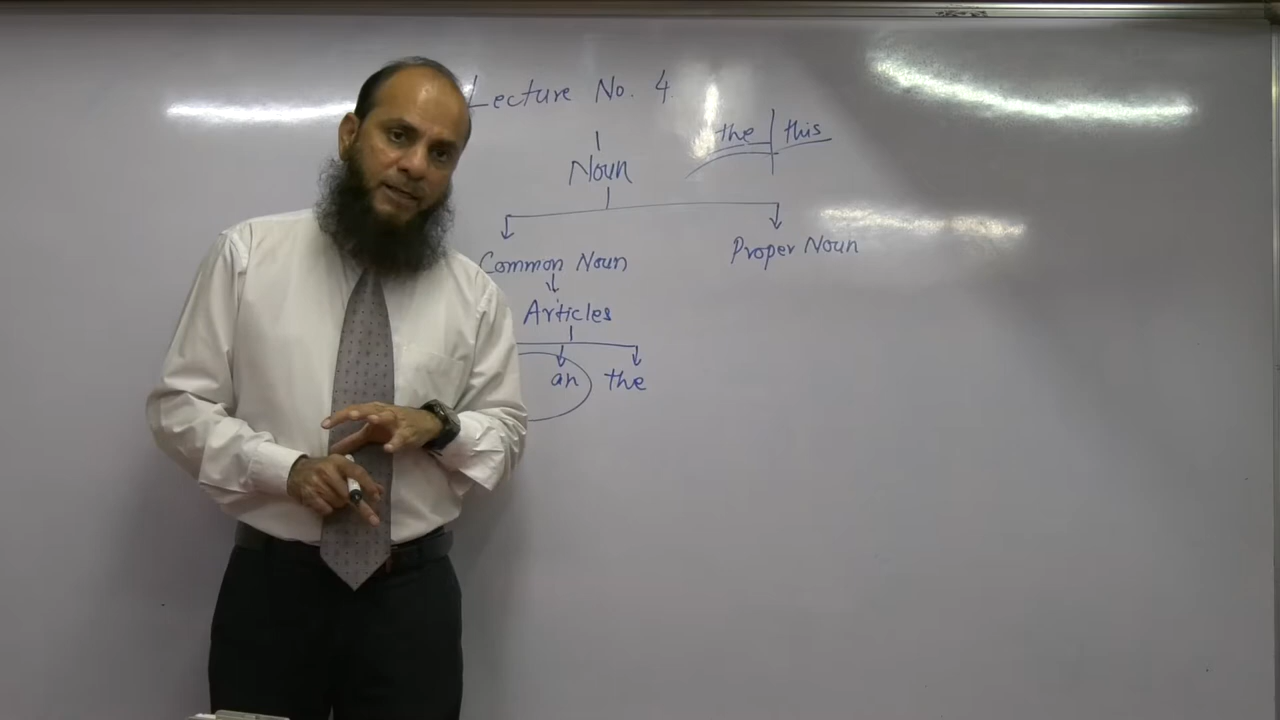 Lecture No. 4
the | this
Noun
Common Noun
Proper Noun
Articles
an the